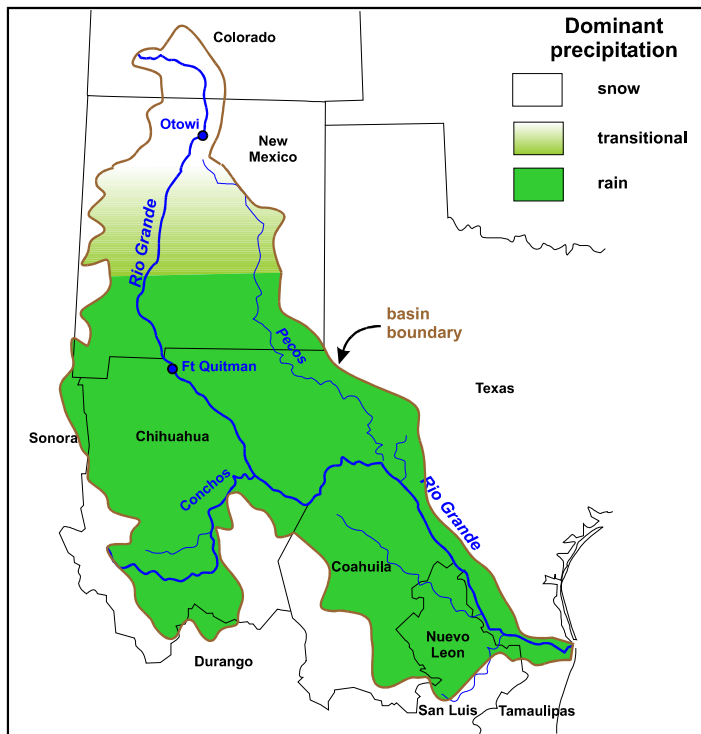 Colorado
Dominant
precipitation
snow
transitional
rain
Otowi
New
Mexico
Rio Grande
basin
boundary
Pecos
Ft Quitman
Texas
Sonora
Chihuahua
Conchos
Rio Grande
Coahuila
Nuevo
Leon
Durango
San Luis
Tamaulipas